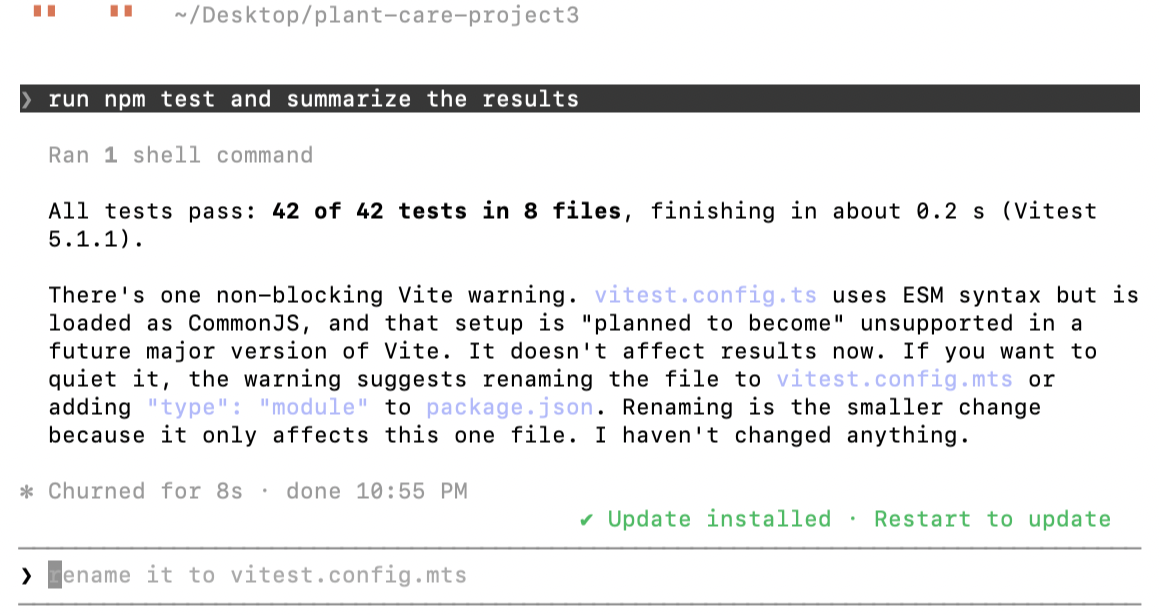 ~/Desktop/plant-care-project3
❯ run npm test and summarize the results
Ran 1 shell command
All tests pass: 42 of 42 tests in 8 files, finishing in about 0.2 s (Vitest
5.1.1).
There's one non-blocking Vite warning. vitest.config.ts uses ESM syntax but is
loaded as CommonJS, and that setup is "planned to become" unsupported in a
future major version of Vite. It doesn't affect results now. If you want to
quiet it, the warning suggests renaming the file to vitest.config.mts or
adding "type": "module" to package.json. Renaming is the smaller change
because it only affects this one file. I haven't changed anything.
✻ Churned for 8s · done 10:55 PM
✔ Update installed · Restart to update
❯ rename it to vitest.config.mts